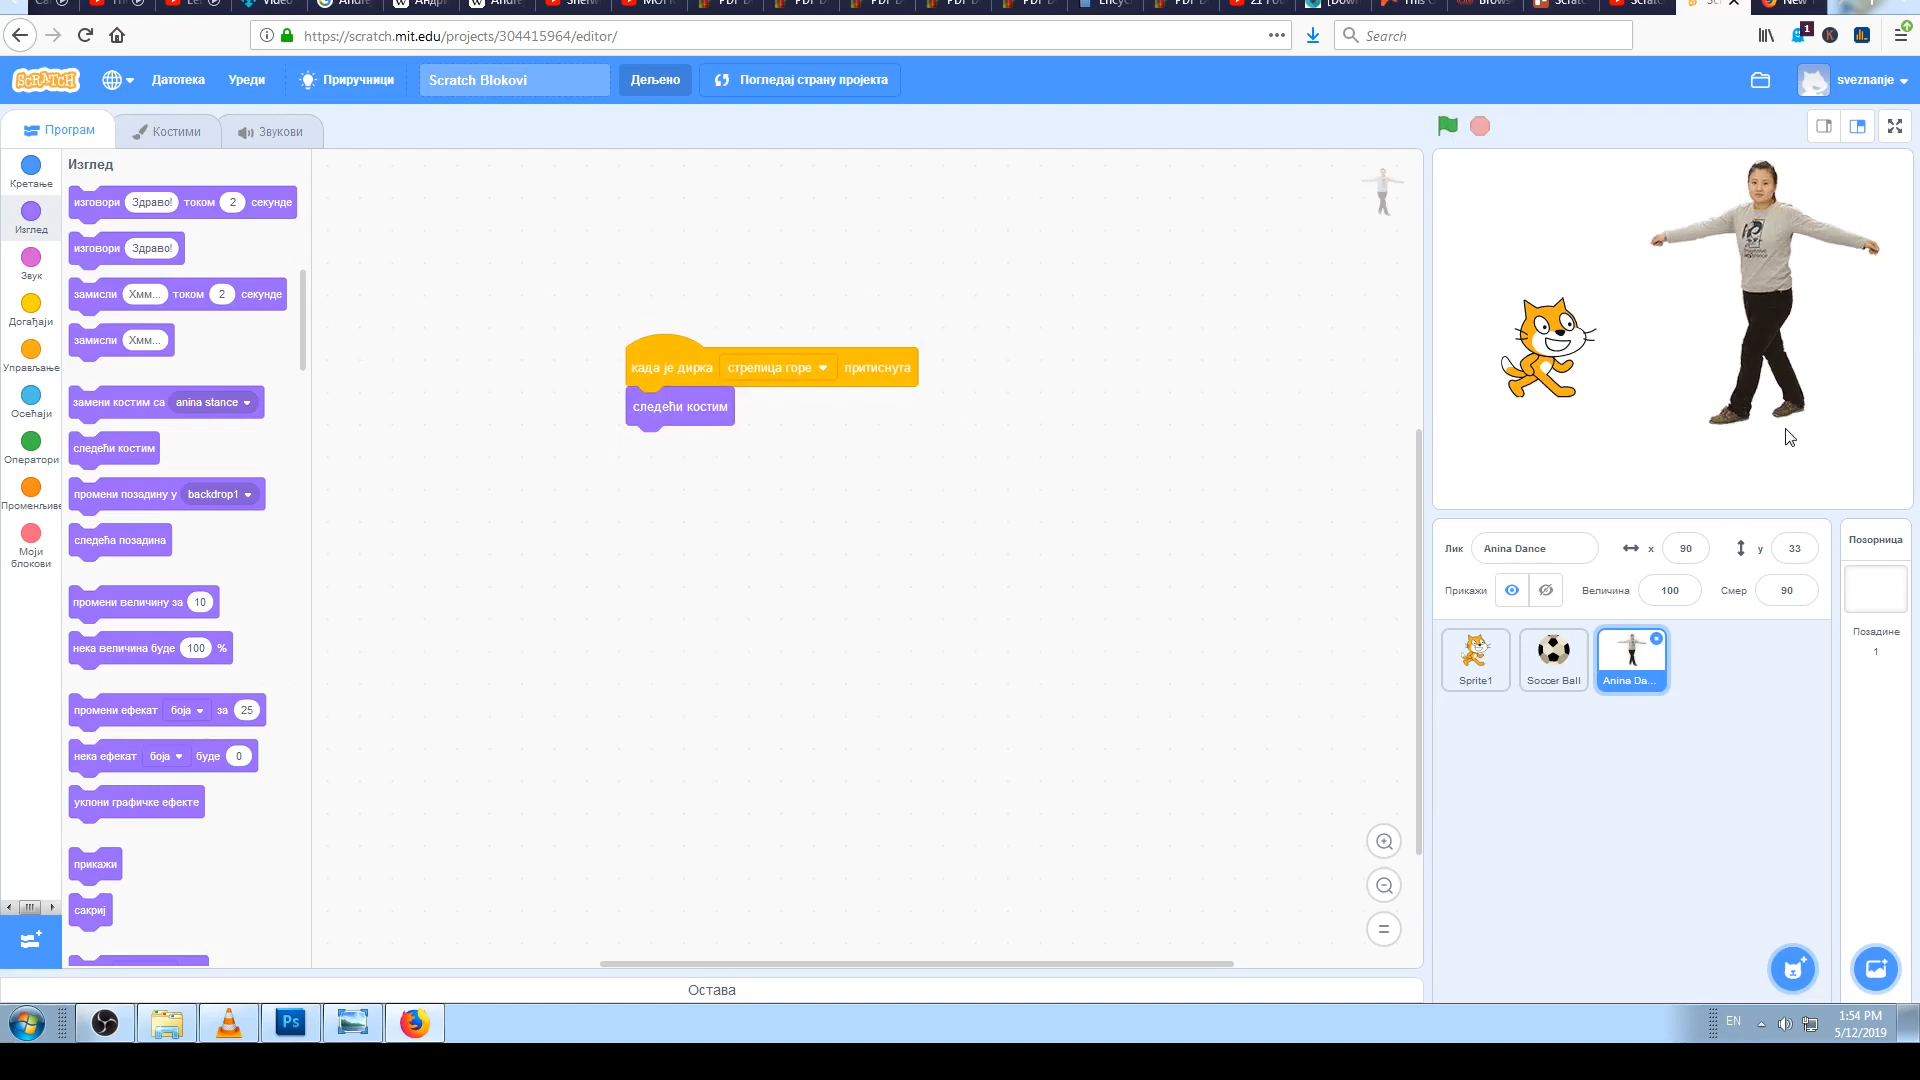 https://scratch.mit.edu/projects/304415964/editor/
Search
1
SCRATCH
Датотека
Уреди
Приручници
Scratch Blokovi
Дељено
Погледај страну пројекта
sveznanje
Програм
Костими
Звукови
Кретање
Изглед
Звук
Догађаји
Управљање
Осећаји
Оператори
Променљиве
Моји
блокови
Изглед
изговори Здраво! током 2 секунде
изговори Здраво!
замисли Хмм... током 2 секунде
замисли Хмм...
замени костим са anina stance
следећи костим
промени позадину у backdrop1
следећа позадина
промени величину за 10
нека величина буде 100 %
промени ефекат боја за 25
нека ефекат боја буде 0
уклони графичке ефекте
прикажи
сакриј
када је дирка стрелица горе притиснута
следећи костим
Лик Anina Dance x 90 y 33
Прикажи Величина 100 Смер 90
Sprite1
Soccer Ball
Anina Da...
Позорница
Позадине
1
Остава
Ps
EN
1:54 PM
5/12/2019